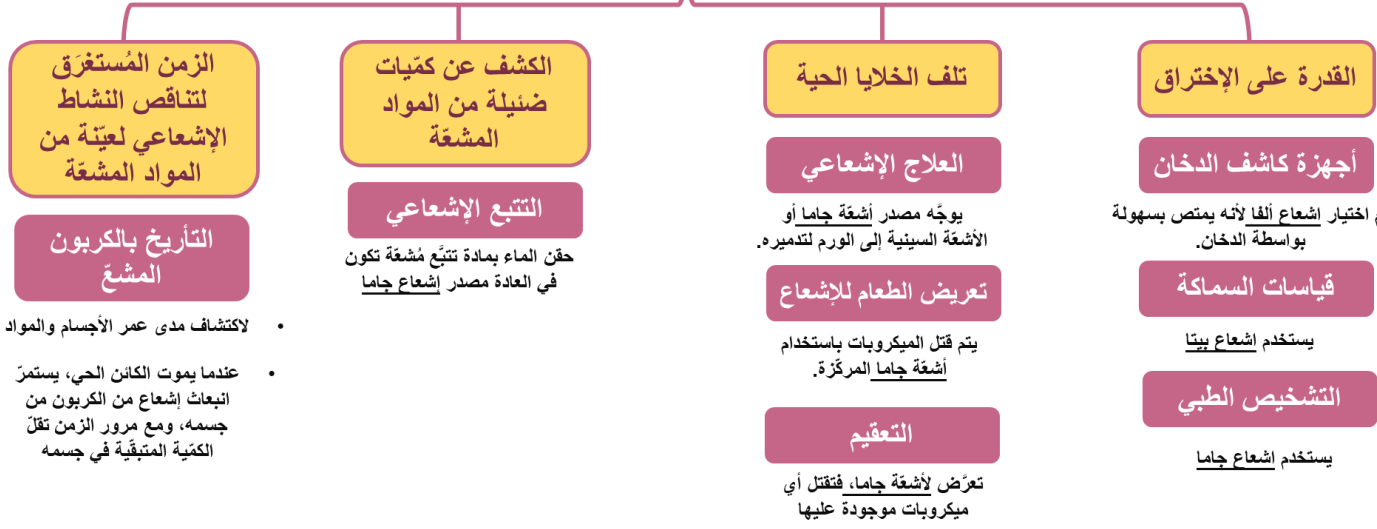 القدرة على الإختراق
أجهزة كاشف الدخان
اختيار اشعاع ألفا لأنه يمتص بسهولة
بواسطة الدخان.
قياسات السماكة
يستخدم اشعاع بيتا
التشخيص الطبي
يستخدم اشعاع جاما
تلف الخلايا الحية
العلاج الإشعاعي
يوجَّه مصدر أشعّة جاما أو
الأشعّة السينية إلى الورم لتدميره.
تعريض الطعام للإشعاع
يتم قتل الميكروبات باستخدام
أشعّة جاما المركّزة.
التعقيم
تعرَّض لأشعّة جاما، فتقتل أي
ميكروبات موجودة عليها
الكشف عن كمّيات
ضئيلة من المواد
المشعّة
التتبع الإشعاعي
حقن الماء بمادة تتبَّع مُشعّة تكون
في العادة مصدر إشعاع جاما
الزمن المُستغرَق
لتناقص النشاط
الإشعاعي لعيّنة من
المواد المشعّة
التأريخ بالكربون
المشعّ
• لاكتشاف مدى عمر الأجسام والمواد
• عندما يموت الكائن الحي، يستمرّ
انبعاث إشعاع من الكربون من
جسمه، ومع مرور الزمن تقلّ
الكمّية المتبقّية في جسمه